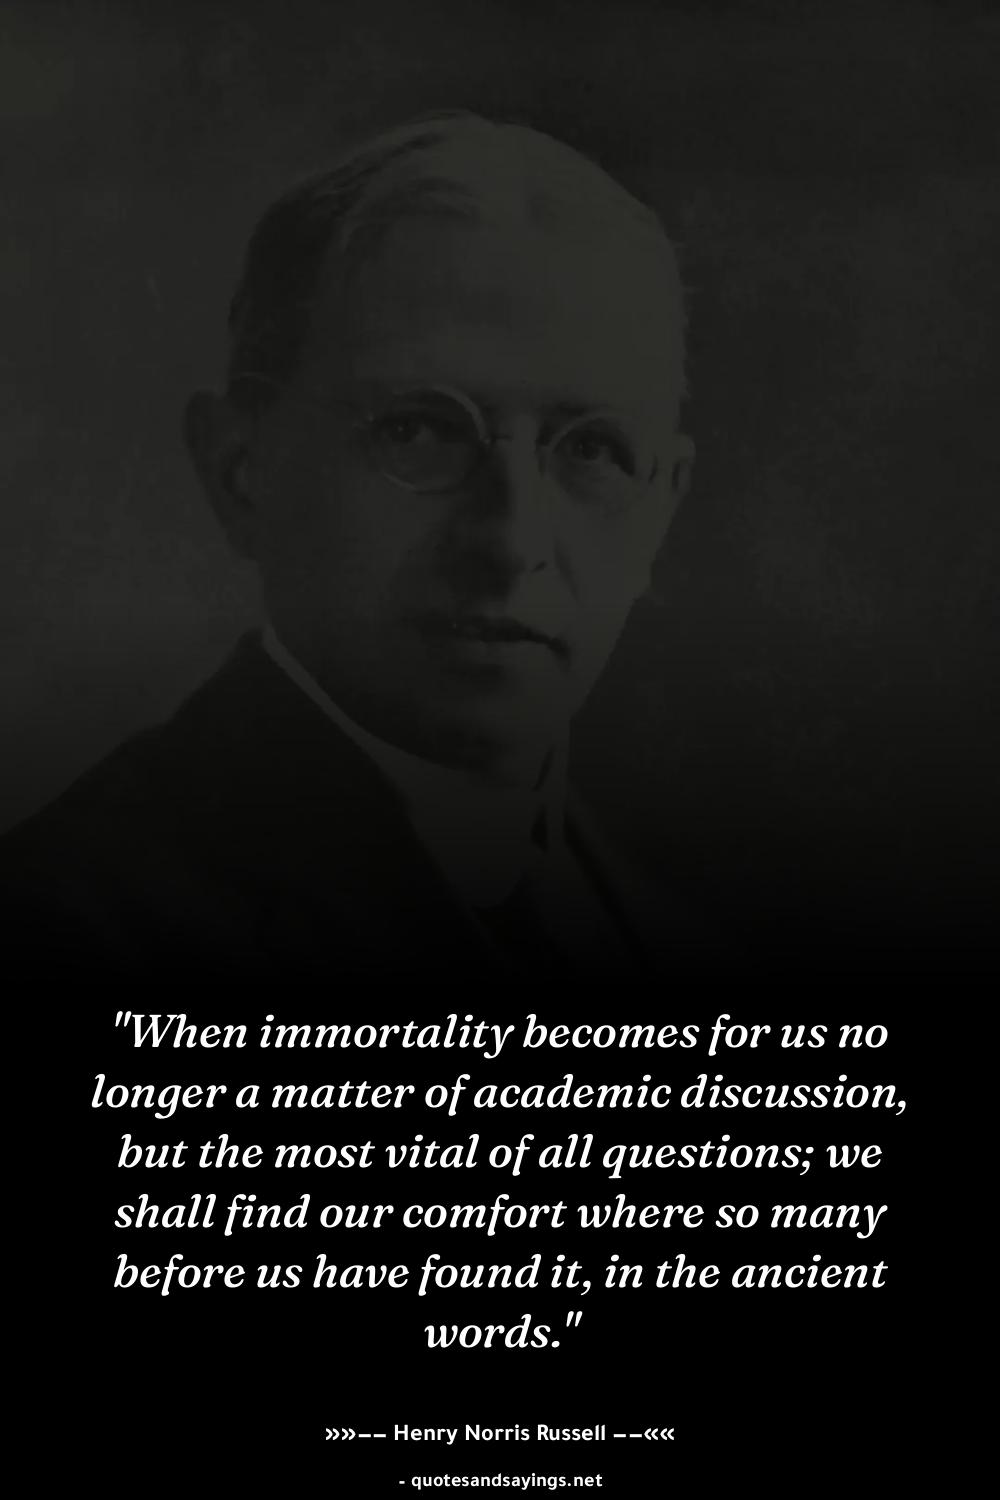 "When immortality becomes for us no
longer a matter of academic discussion,
but the most vital of all questions; we
shall find our comfort where so many
before us have found it, in the ancient
words."
»»−− Henry Norris Russell −−««
- quotesandsayings.net